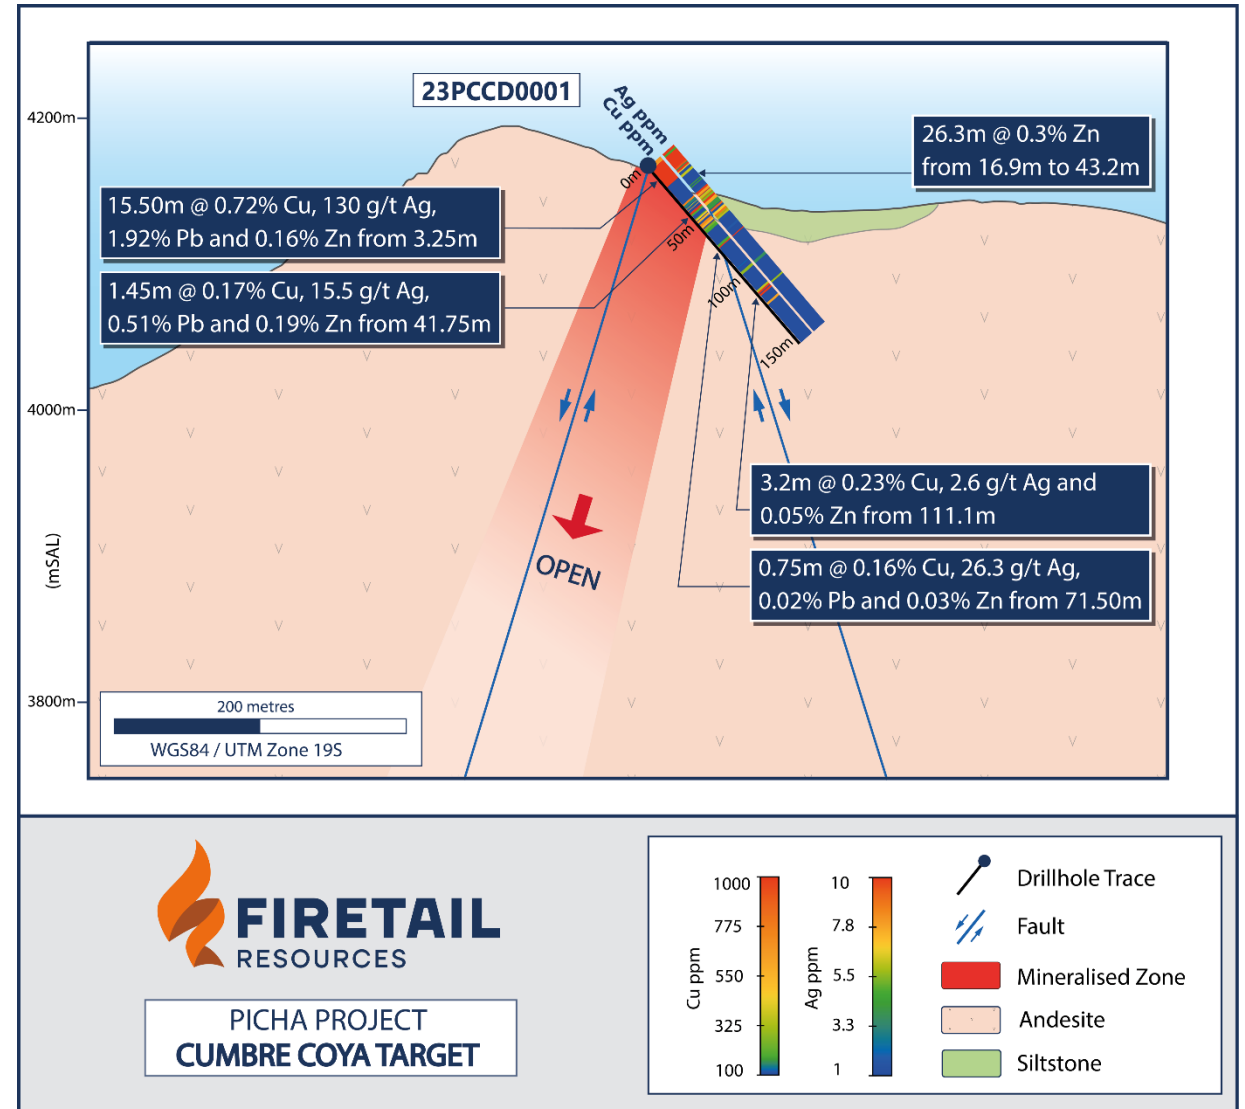 23PCCD0001
Ag ppm
Cu ppm
4200m
4000m
3800m
(mSAL)
26.3m @ 0.3% Zn
from 16.9m to 43.2m
15.50m @ 0.72% Cu, 130 g/t Ag,
1.92% Pb and 0.16% Zn from 3.25m
1.45m @ 0.17% Cu, 15.5 g/t Ag,
0.51% Pb and 0.19% Zn from 41.75m
0m
50m
100m
150m
3.2m @ 0.23% Cu, 2.6 g/t Ag and
0.05% Zn from 111.1m
0.75m @ 0.16% Cu, 26.3 g/t Ag,
0.02% Pb and 0.03% Zn from 71.50m
OPEN
200 metres
WGS84 / UTM Zone 19S
FIRETAIL
RESOURCES
PICHA PROJECT
CUMBRE COYA TARGET
Cu ppm
1000
775
550
325
100
Ag ppm
10
7.8
5.5
3.3
1
Drillhole Trace
Fault
Mineralised Zone
Andesite
Siltstone